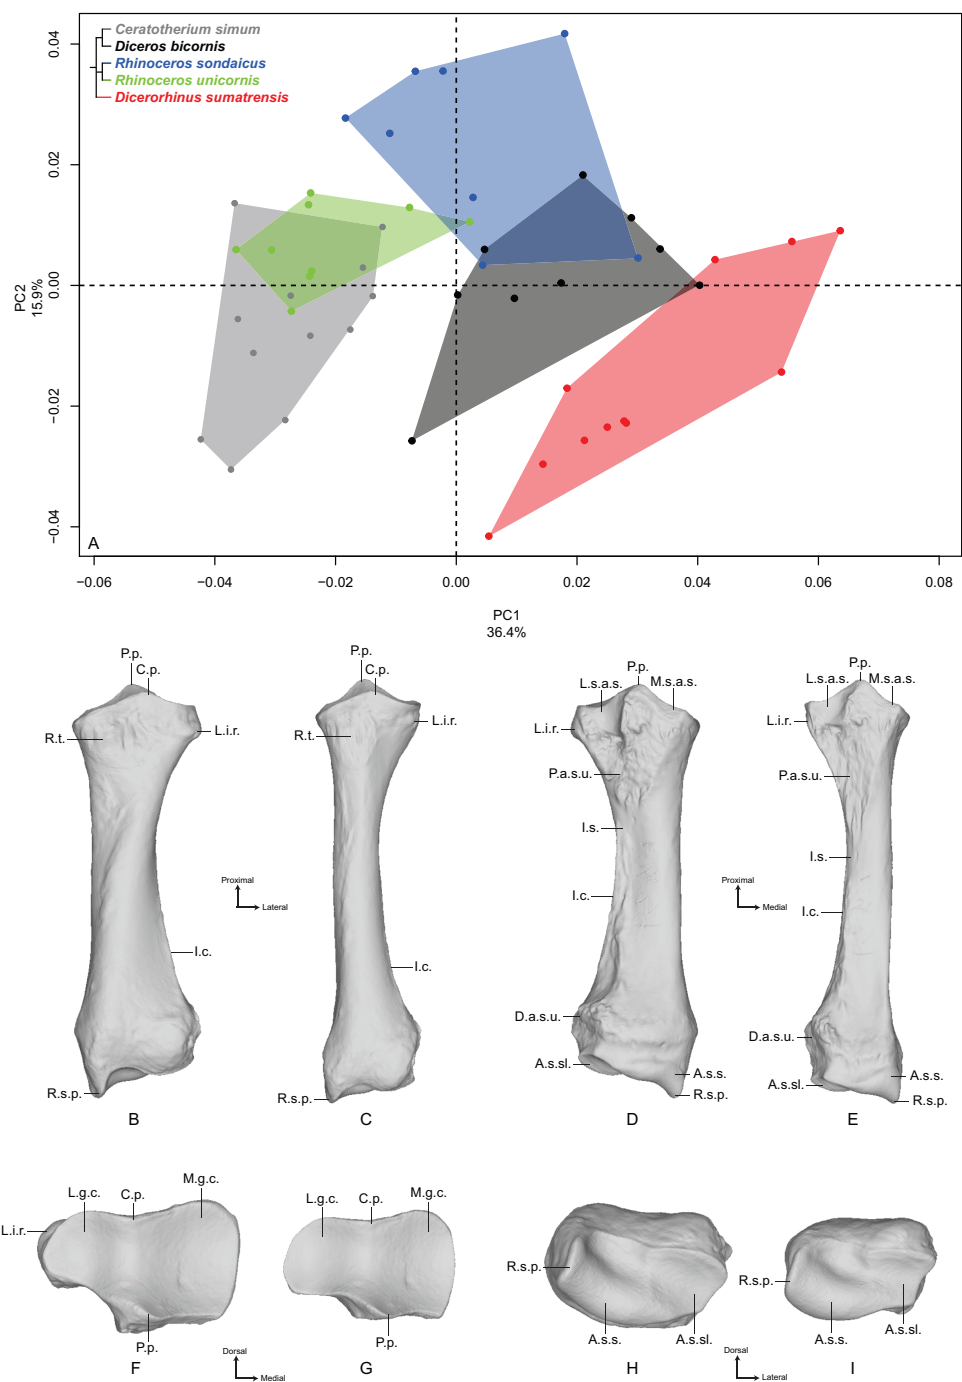 Ceratotherium simum
Diceros bicornis
Rhinoceros sondaicus
Rhinoceros unicornis
Dicerorhinus sumatrensis
0.04
0.02
0.00
−0.02
−0.04
PC2
15.9%
A
−0.06
−0.04
−0.02
0.00
0.02
0.04
0.06
0.08
PC1
36.4%
P.p.
C.p.
R.t.
L.i.r.
I.c.
R.s.p.
B
Proximal
Lateral
P.p.
C.p.
R.t.
L.i.r.
I.c.
R.s.p.
C
P.p.
L.s.a.s.
M.s.a.s.
L.i.r.
P.a.s.u.
I.s.
I.c.
D.a.s.u.
A.s.sl.
A.s.s.
R.s.p.
D
Proximal
Medial
P.p.
L.s.a.s.
M.s.a.s.
L.i.r.
P.a.s.u.
I.s.
I.c.
D.a.s.u.
A.s.sl.
A.s.s.
R.s.p.
E
L.g.c.
C.p.
M.g.c.
L.i.r.
P.p.
F
Dorsal
Medial
L.g.c.
C.p.
M.g.c.
P.p.
G
R.s.p.
A.s.s.
A.s.sl.
H
Dorsal
Lateral
R.s.p.
A.s.s.
A.s.sl.
I